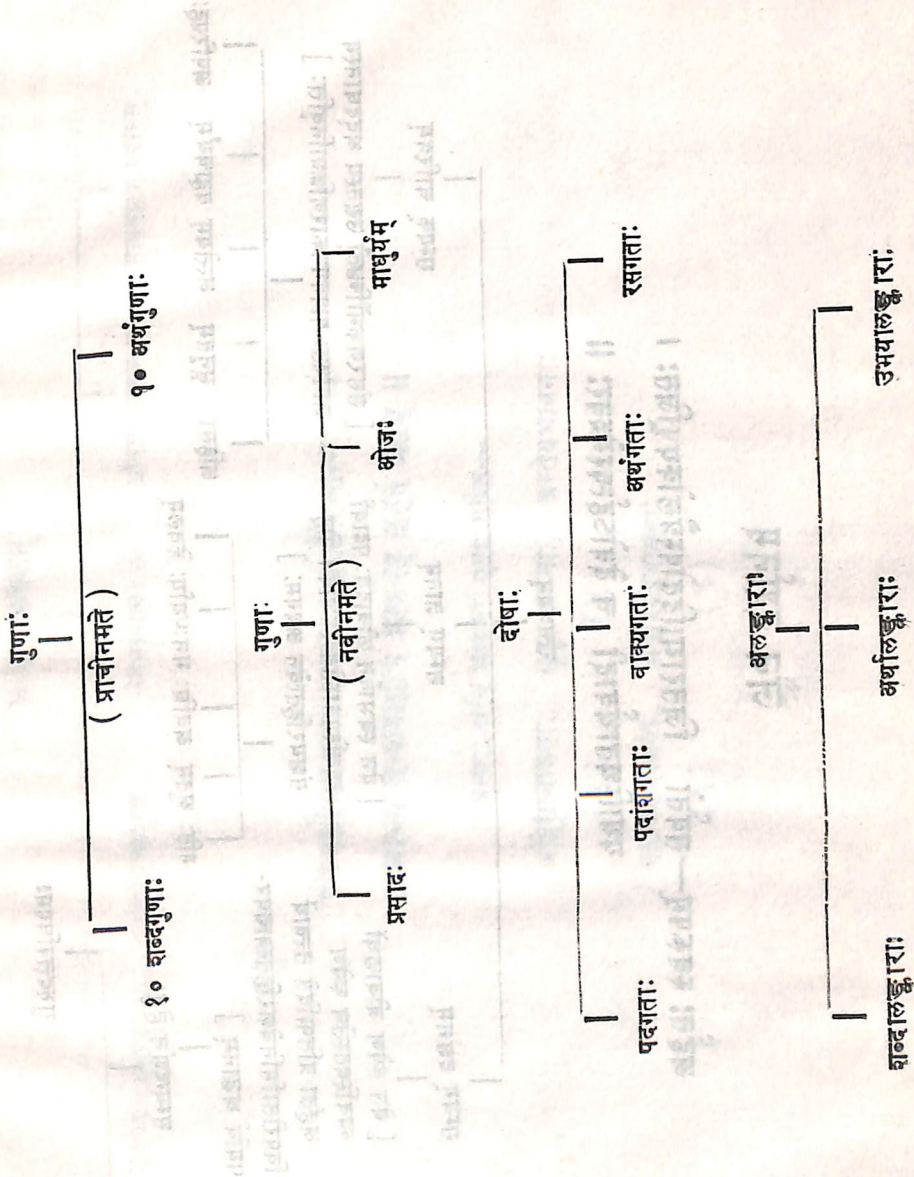 गुणाः
( प्राचीनमते )
१० शब्दगुणाः १० अर्थगुणाः
गुणाः
( नवीनमते )
प्रसादः ओजः माधुर्यम्
दोषाः
पदगताः पदांशगताः वाक्यगताः अर्थगताः रसगताः
अलङ्काराः
शब्दालङ्काराः अर्थालङ्काराः उभयालङ्काराः